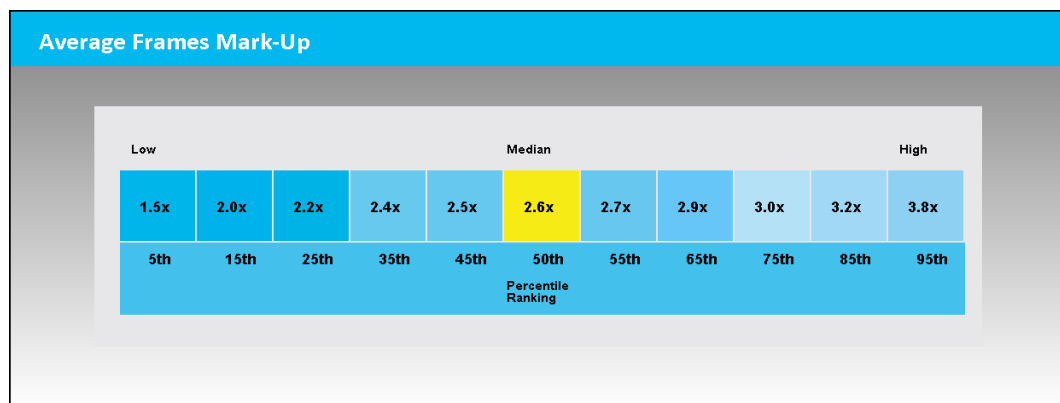 Average Frames Mark-Up
Low Median High
1.5x 2.0x 2.2x 2.4x 2.5x 2.6x 2.7x 2.9x 3.0x 3.2x 3.8x
5th 15th 25th 35th 45th 50th 55th 65th 75th 85th 95th
Percentile
Ranking